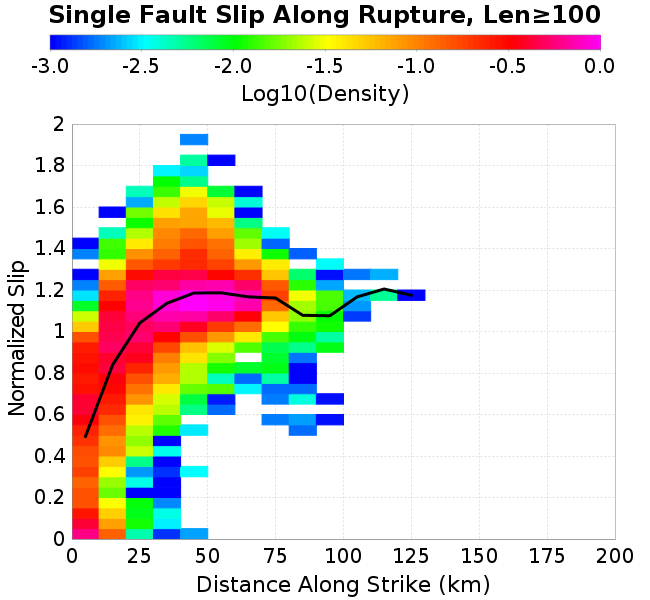 Single Fault Slip Along Rupture, Len≥100
-3.0 -2.5 -2.0 -1.5 -1.0 -0.5 0.0
Log10(Density)
2
1.8
1.6
1.4
1.2
1
0.8
0.6
0.4
0.2
0
Normalized Slip
0 25 50 75 100 125 150 175 200
Distance Along Strike (km)